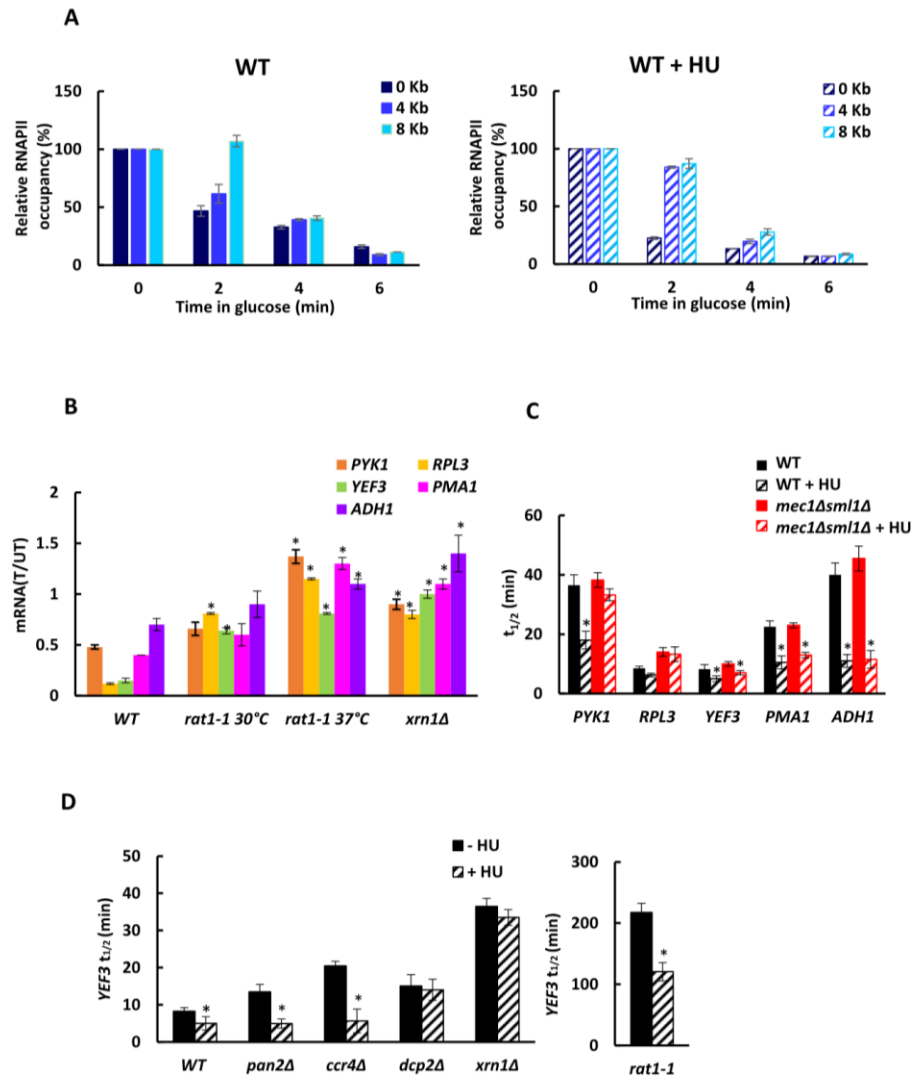 A
WT
WT + HU
Relative RNAPII
occupancy (%)
150
100
50
0
0 Kb
4 Kb
8 Kb
0 2 4 6
Time in glucose (min)
Relative RNAPII
occupancy (%)
150
100
50
0
0 Kb
4 Kb
8 Kb
0 2 4 6
Time in glucose (min)
B
PYK1 RPL3
YEF3 PMA1
ADH1
mRNA(T/UT)
2
1.5
1
0.5
0
* * * * * * * * * * * *
WT rat1-1 30°C rat1-1 37°C xrn1Δ
C
WT
WT + HU
mec1Δsml1Δ
mec1Δsml1Δ + HU
t1/2 (min)
60
40
20
0
* * * * * * *
PYK1 RPL3 YEF3 PMA1 ADH1
D
- HU
+ HU
YEF3 t1/2 (min)
50
40
30
20
10
0
* * *
WT pan2Δ ccr4Δ dcp2Δ xrn1Δ
YEF3 t1/2 (min)
300
200
100
0
*
rat1-1